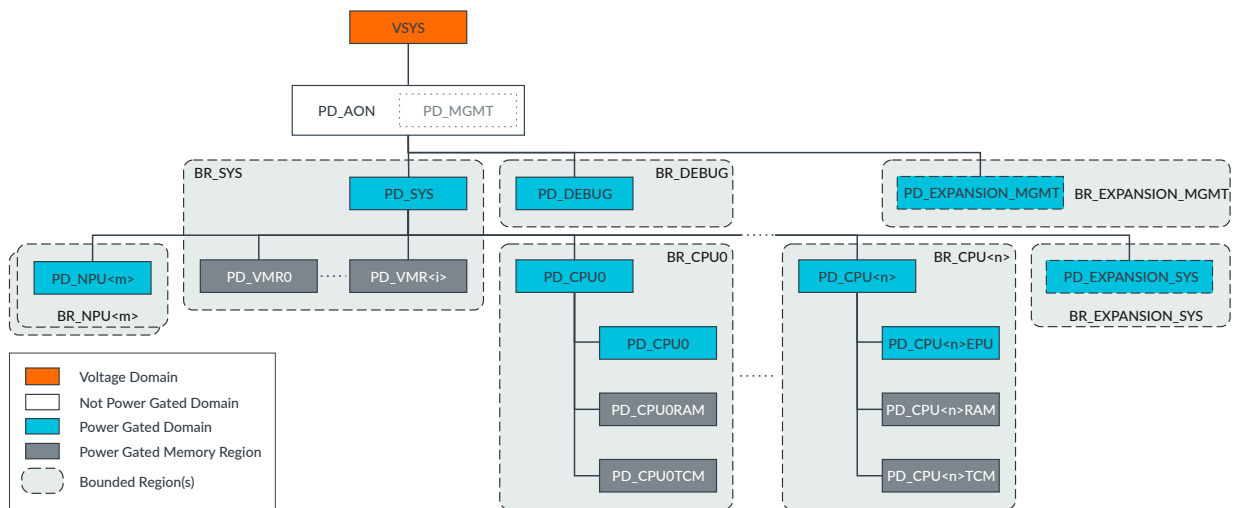 VSYS
PD_AON
PD_MGMT
BR_SYS
PD_SYS
PD_DEBUG
BR_DEBUG
PD_EXPANSION_MGMT
BR_EXPANSION_MGMT
PD_NPU<m>
BR_NPU<m>
PD_VMR0
PD_VMR<i>
BR_CPU0
PD_CPU0
PD_CPU0
PD_CPU0RAM
PD_CPU0TCM
BR_CPU<n>
PD_CPU<n>
PD_CPU<n>EPU
PD_CPU<n>RAM
PD_CPU<n>TCM
PD_EXPANSION_SYS
BR_EXPANSION_SYS
Voltage Domain
Not Power Gated Domain
Power Gated Domain
Power Gated Memory Region
Bounded Region(s)